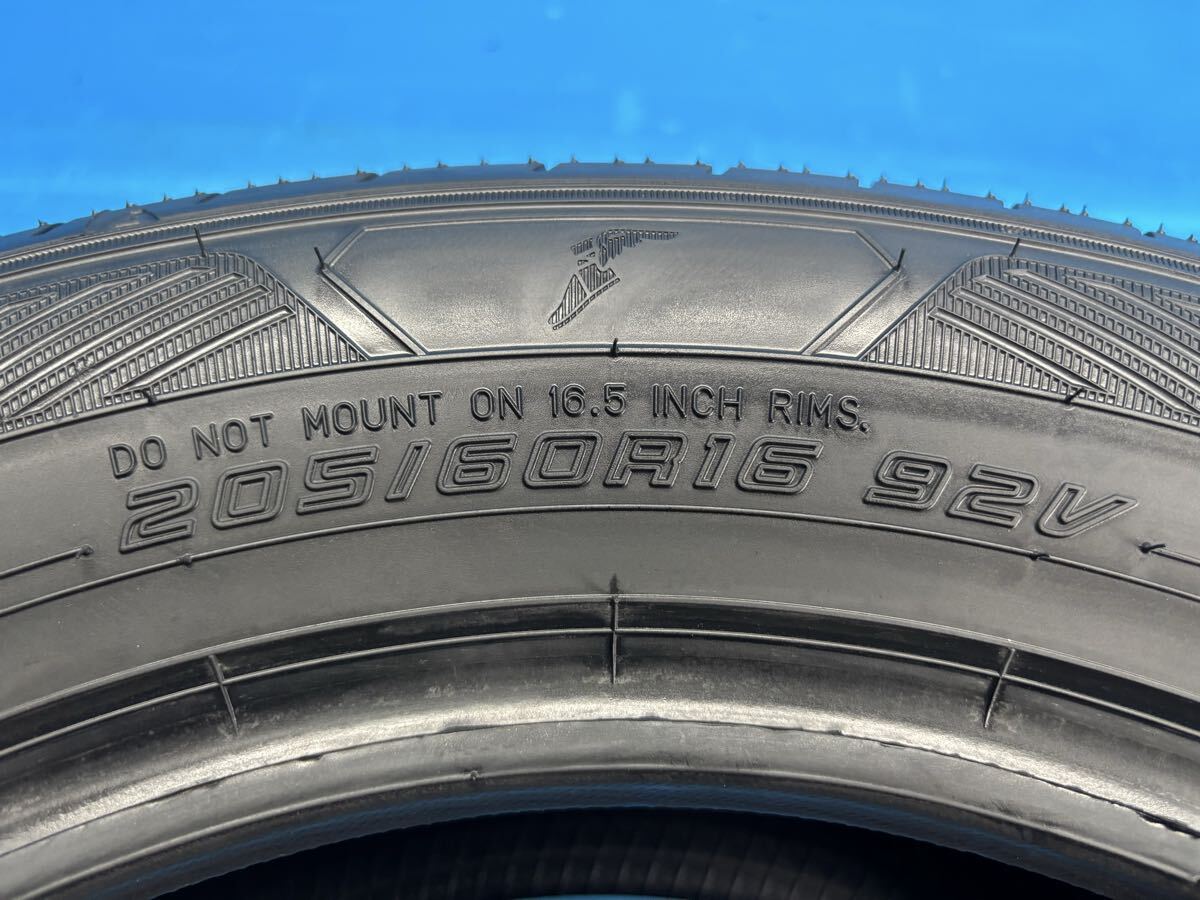 DO NOT MOUNT ON 16.5 INCH RIMS.
205/60R16 92V